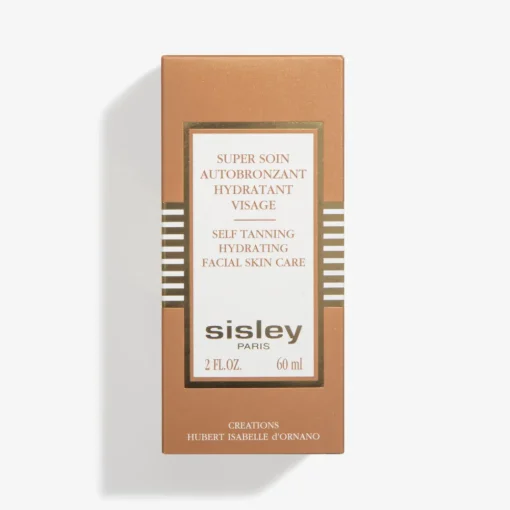 SUPER SOIN
AUTOBRONZANT
HYDRATANT
VISAGE
SELF TANNING
HYDRATING
FACIAL SKIN CARE
sisley
PARIS
2 FL.OZ. 60 ml
CREATIONS
HUBERT ISABELLE d'ORNANO